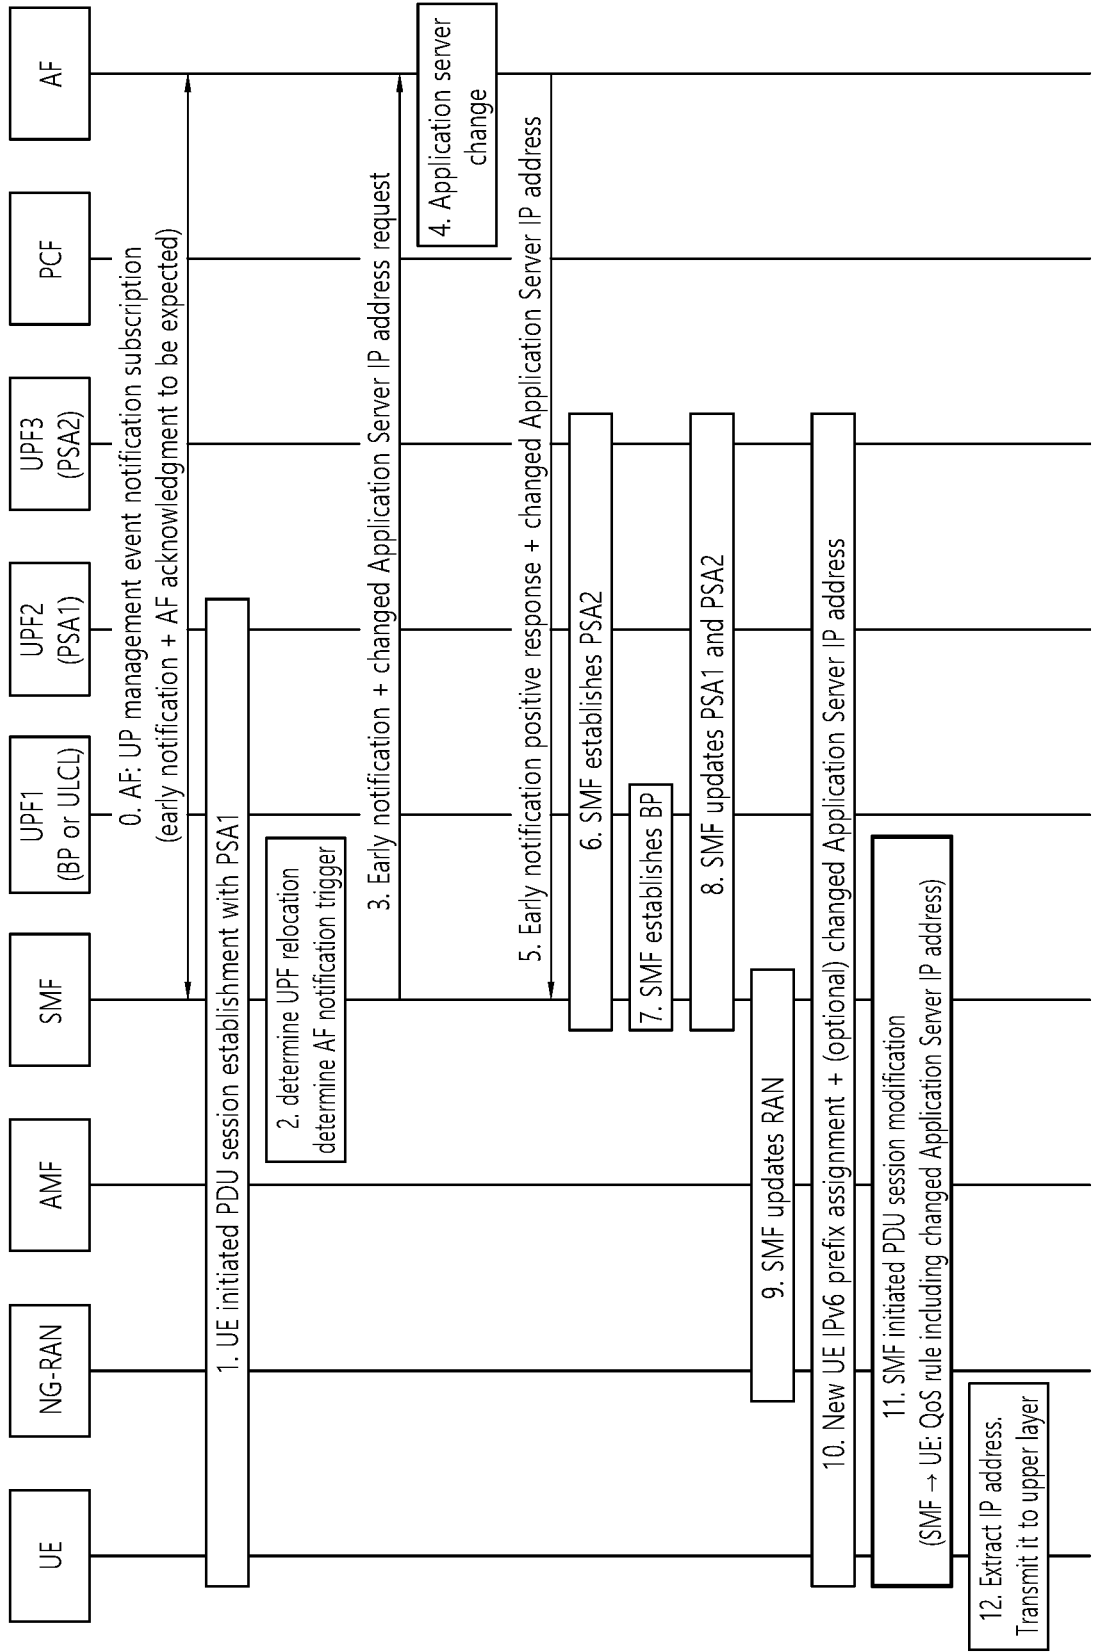 UE
NG-RAN
AMF
SMF
UPF1
(BP or ULCL)
UPF2
(PSA1)
UPF3
(PSA2)
PCF
AF
0. AF: UP management event notification subscription
(early notification + AF acknowledgment to be expected)
1. UE initiated PDU session establishment with PSA1
2. determine UPF relocation
determine AF notification trigger
3. Early notification + changed Application Server IP address request
4. Application server
change
5. Early notification positive response + changed Application Server IP address
6. SMF establishes PSA2
7. SMF establishes BP
8. SMF updates PSA1 and PSA2
9. SMF updates RAN
10. New UE IPv6 prefix assignment + (optional) changed Application Server IP address
11. SMF initiated PDU session modification
(SMF → UE: QoS rule including changed Application Server IP address)
12. Extract IP address.
Transmit it to upper layer